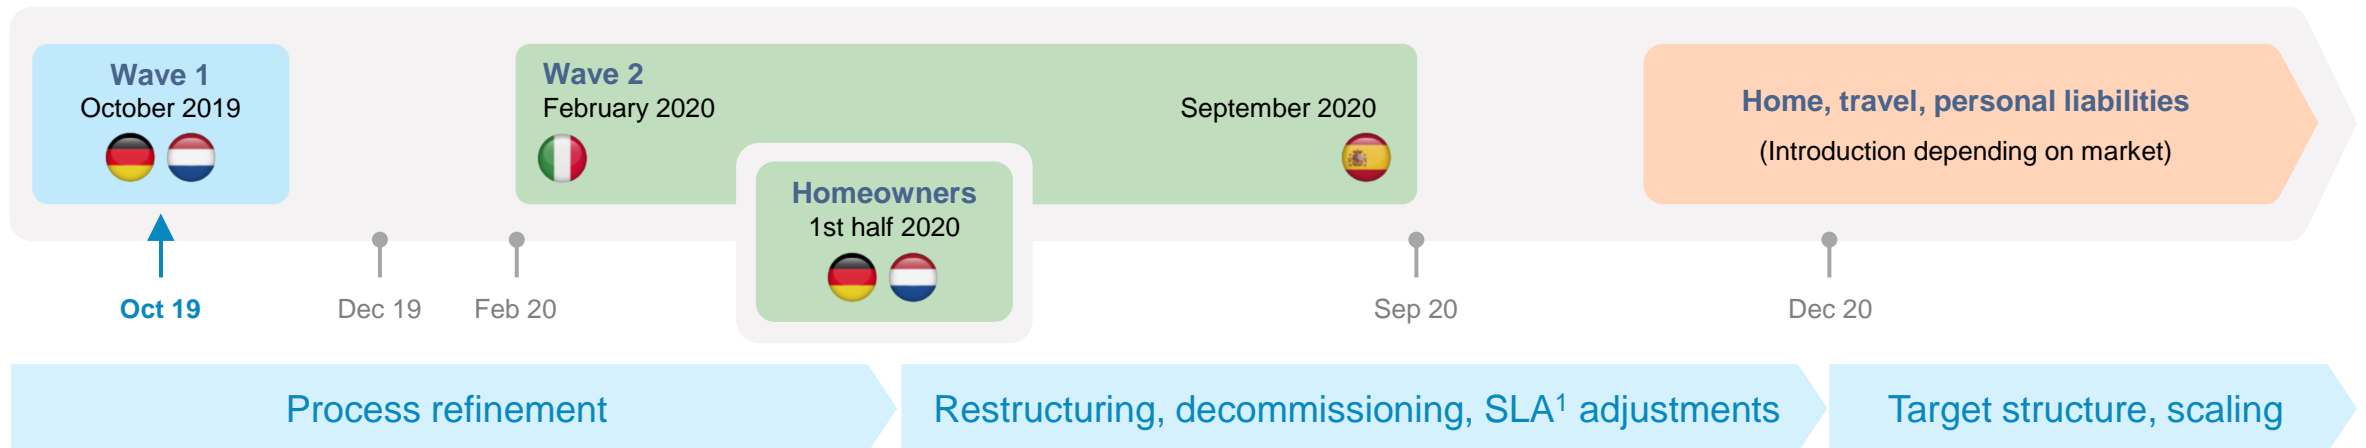 Wave 1
October 2019
Wave 2
February 2020
September 2020
Homeowners
1st half 2020
Home, travel, personal liabilities
(Introduction depending on market)
Oct 19
Dec 19
Feb 20
Sep 20
Dec 20
Process refinement
Restructuring, decommissioning, SLA¹ adjustments
Target structure, scaling